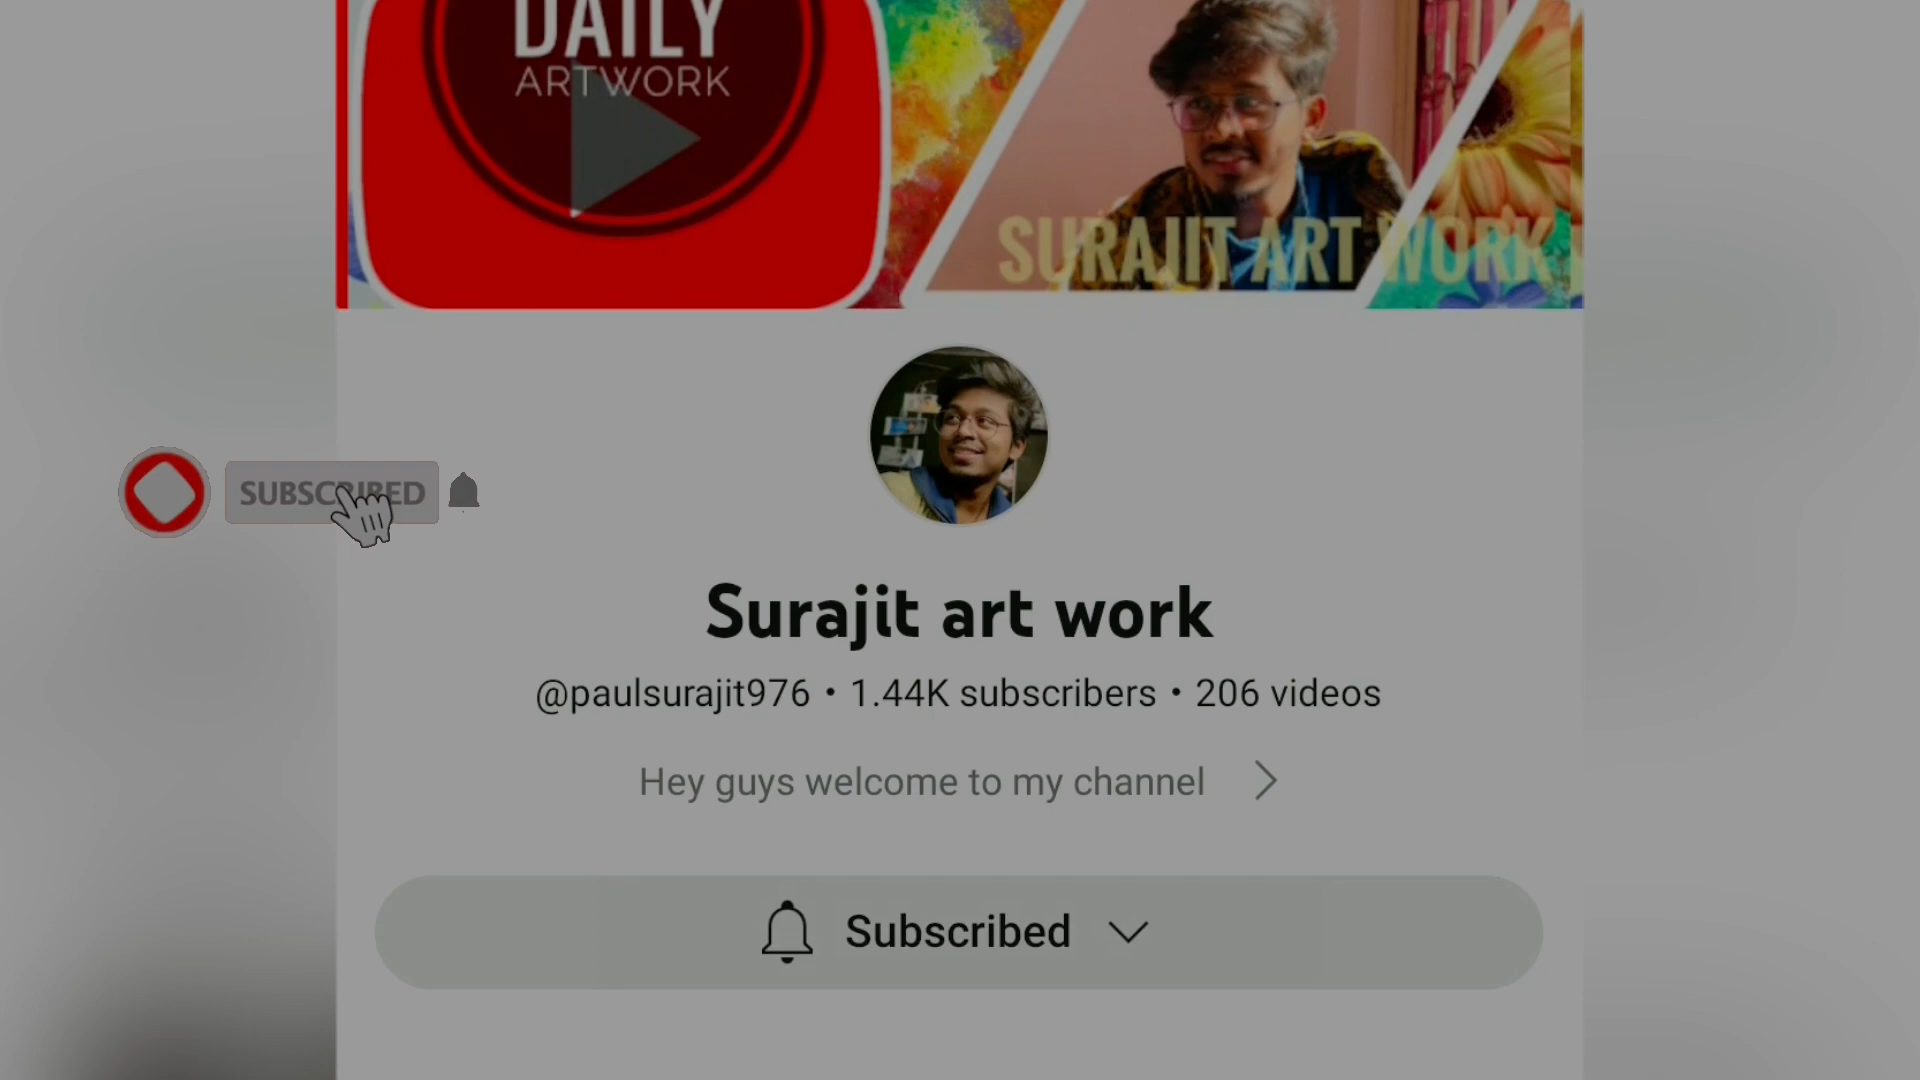 DAILY
ARTWORK
SURAJIT ART WORK
SUBSCRIBED
Surajit art work
@paulsurajit976 • 1.44K subscribers • 206 videos
Hey guys welcome to my channel
Subscribed